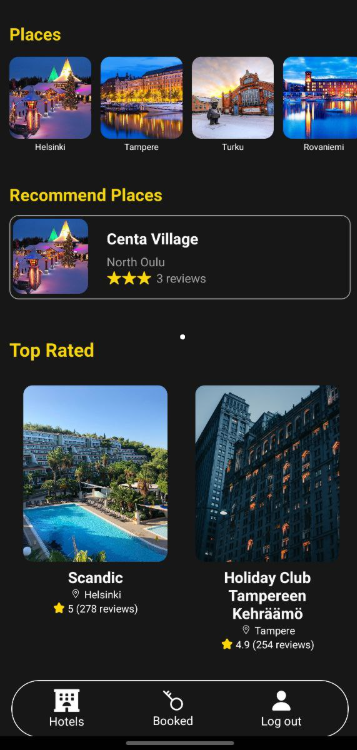 Places
Helsinki Tampere Turku Rovaniemi
Recommend Places
Centa Village
North Oulu
3 reviews
Top Rated
Scandic
Helsinki
5 (278 reviews)
Holiday Club
Tampereen
Kehräämö
Tampere
4.9 (254 reviews)
Hotels Booked Log out